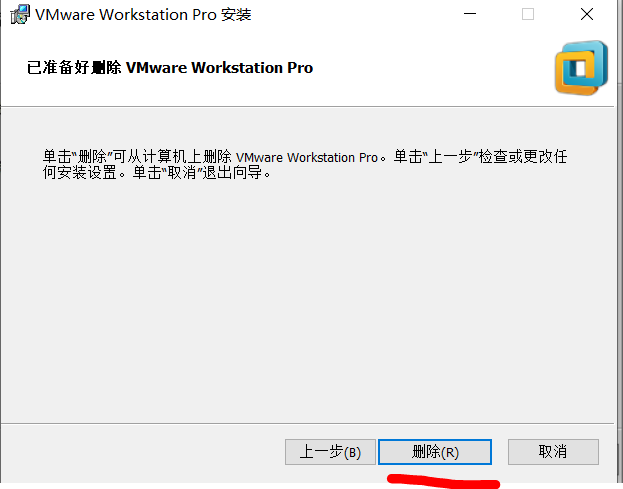 VMware Workstation Pro 安装
已准备好删除 VMware Workstation Pro
单击“删除”可从计算机上删除 VMware Workstation Pro。单击“上一步”检查或更改任
何安装设置。单击“取消”退出向导。
上一步(B) 删除(R) 取消